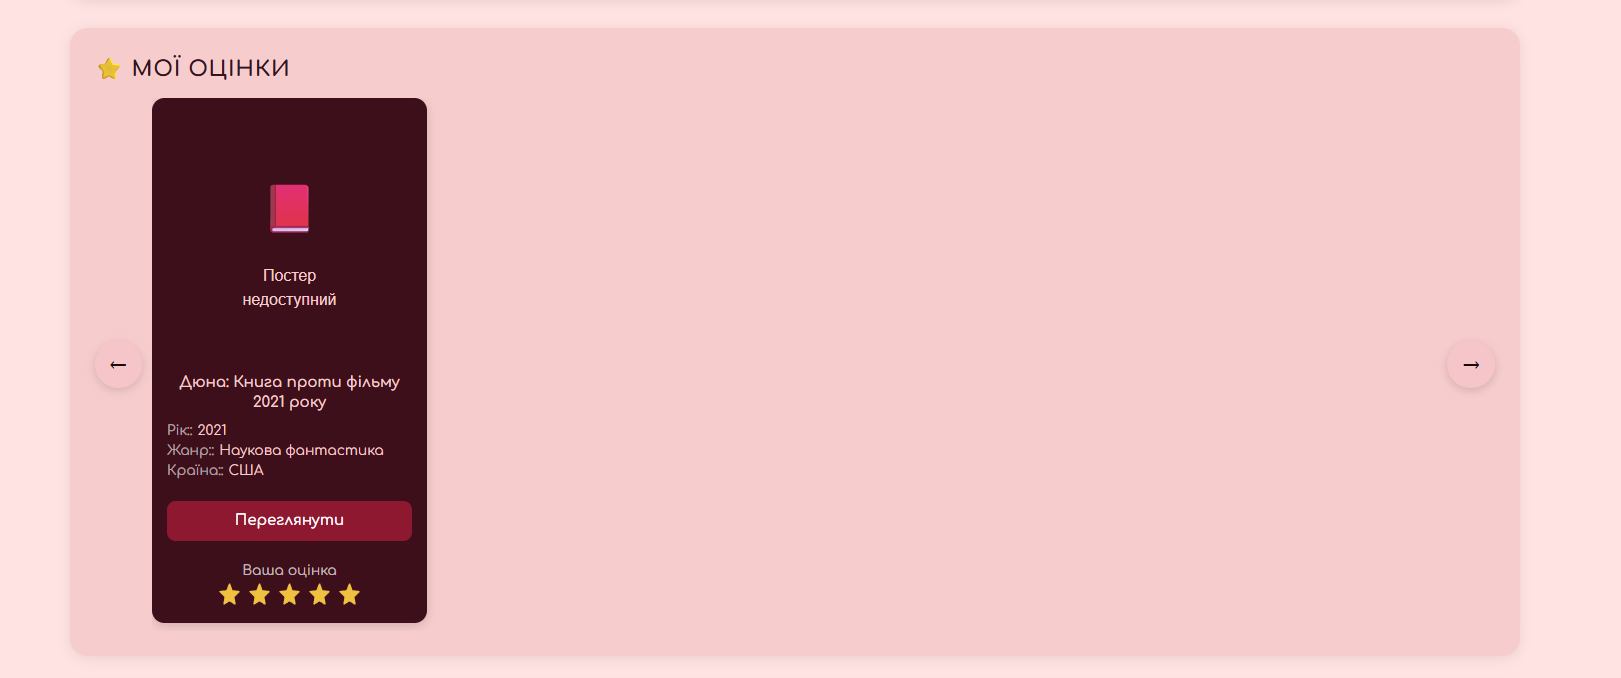 МОЇ ОЦІНКИ
Постер
недоступний
Дюна: Книга проти фільму
2021 року
Рік:: 2021
Жанр:: Наукова фантастика
Країна:: США
Переглянути
Ваша оцінка